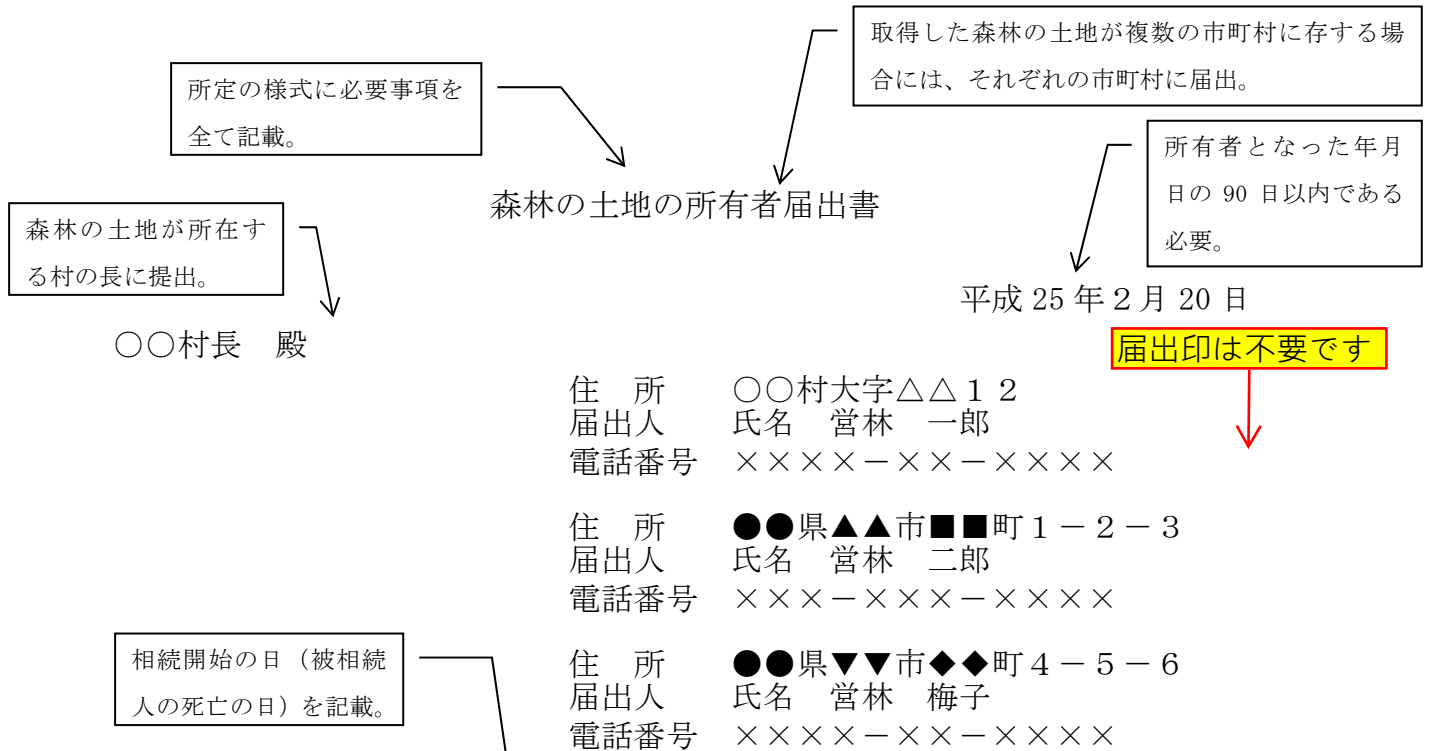 取得した森林の土地が複数の市町村に存する場
合には、それぞれの市町村に届出。
所定の様式に必要事項を
全て記載。
所有者となった年月
日の 90 日以内である
必要。
森林の土地の所有者届出書
森林の土地が所在す
る村の長に提出。
平成 25 年２月 20 日
○○村長　殿
届出印は不要です
住　所　○○村大字△△１２
届出人　氏名　営林　一郎
電話番号　××××－××－××××
住　所　●●県▲▲市■■町１－２－３
届出人　氏名　営林　二郎
電話番号　×××－×××－××××
相続開始の日（被相続
人の死亡の日）を記載。
住　所　●●県▼▼市◆◆町４－５－６
届出人　氏名　営林　梅子
電話番号　××××－××－××××